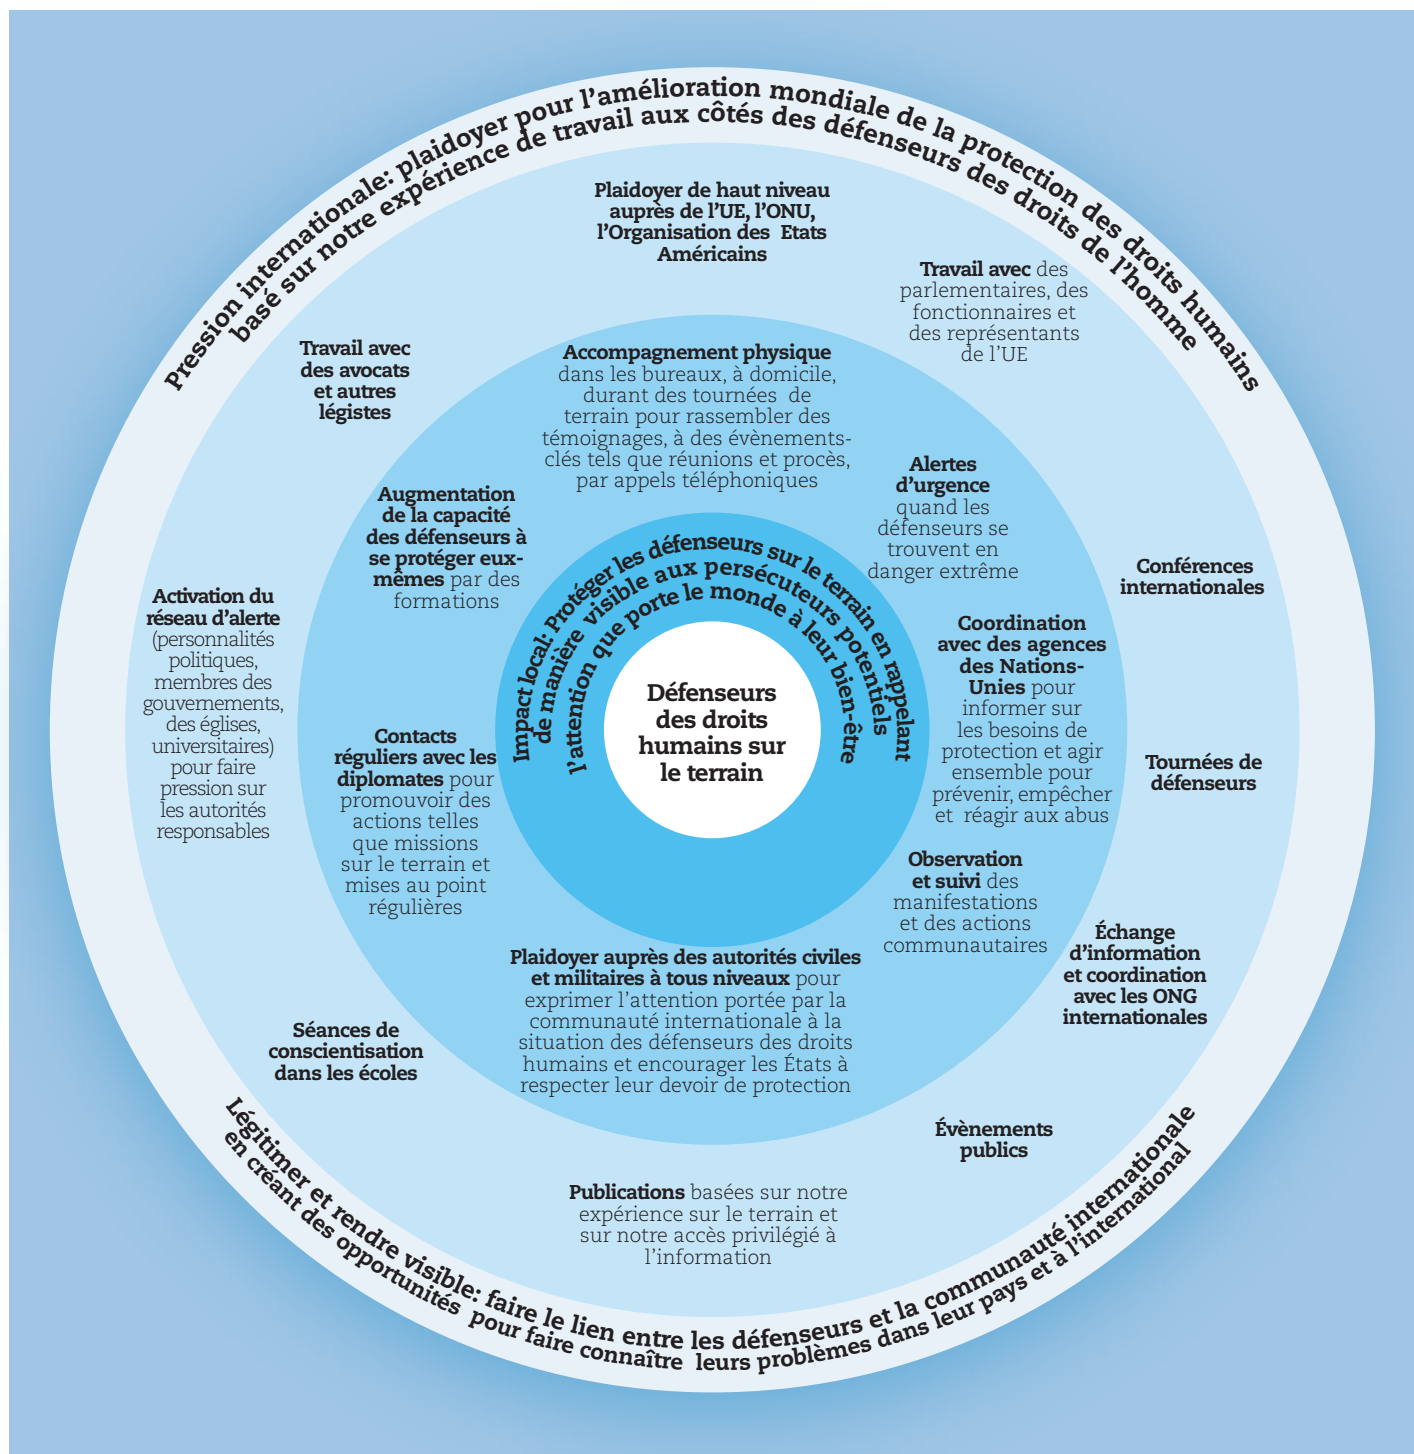 Pression internationale: plaidoyer pour l’amélioration mondiale de la protection des droits humains
basé sur notre expérience de travail aux côtés des défenseurs des droits de l’homme
Plaidoyer de haut niveau
auprès de l’UE, l’ONU,
l’Organisation des Etats
Américains
Travail avec des
parlementaires, des
fonctionnaires et
des représentants
de l’UE
Travail avec
des avocats
et autres
légistes
Accompagnement physique
dans les bureaux, à domicile,
durant des tournées de
terrain pour rassembler des
témoignages, à des évènements-
clés tels que réunions et procès,
par appels téléphoniques
Alertes
d’urgence
quand les
défenseurs se
trouvent en
danger extrême
Augmentation
de la capacité
des défenseurs à
se protéger eux-
mêmes par des
formations
Impact local: Protéger les défenseurs sur le terrain en rappelant
de manière visible aux persécuteurs potentiels
l’attention que porte le monde à leur bien-être
Défenseurs
des droits
humains sur
le terrain
Conférences
internationales
Activation du
réseau d’alerte
(personnalités
politiques,
membres des
gouvernements,
des églises,
universitaires)
pour faire
pression sur
les autorités
responsables
Coordination
avec des agences
des Nations-
Unies pour
informer sur
les besoins de
protection et agir
ensemble pour
prévenir, empêcher
et réagir aux abus
Contacts
réguliers avec les
diplomates pour
promouvoir des
actions telles
que missions
sur le terrain et
mises au point
régulières
Tournées de
défenseurs
Observation
et suivi des
manifestations
et des actions
communautaires
Échange
d’information
et coordination
avec les ONG
internationales
Plaidoyer auprès des autorités civiles
et militaires à tous niveaux pour
exprimer l’attention portée par la
communauté internationale à la
situation des défenseurs des droits
humains et encourager les États à
respecter leur devoir de protection
Séances de
conscientisation
dans les écoles
Évènements
publics
Publications basées sur notre
expérience sur le terrain et
sur notre accès privilégié à
l’information
Légitimer et rendre visible: faire le lien entre les défenseurs et la communauté internationale
en créant des opportunités pour faire connaître leurs problèmes dans leur pays et à l’international